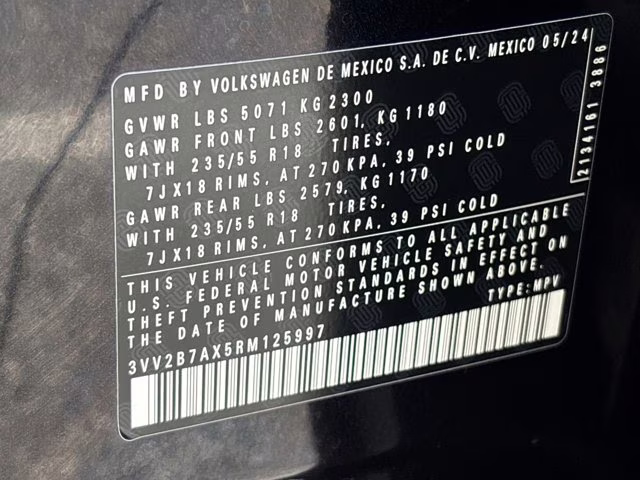 MFD BY VOLKSWAGEN DE MEXICO S.A. DE C.V. MEXICO 05/24
GVWR LBS 5071 KG 2300
GAWR FRONT LBS 2601, KG 1180
WITH 235/55 R18 TIRES,
7JX18 RIMS, AT 270 KPA, 39 PSI COLD
GAWR REAR LBS 2579, KG 1170
WITH 235/55 R18 TIRES,
7JX18 RIMS, AT 270 KPA, 39 PSI COLD
THIS VEHICLE CONFORMS TO ALL APPLICABLE
U.S. FEDERAL MOTOR VEHICLE SAFETY AND
THEFT PREVENTION STANDARDS IN EFFECT ON
THE DATE OF MANUFACTURE SHOWN ABOVE.
3VV2B7AX5RM125997 TYPE: MPV
2134161 3886